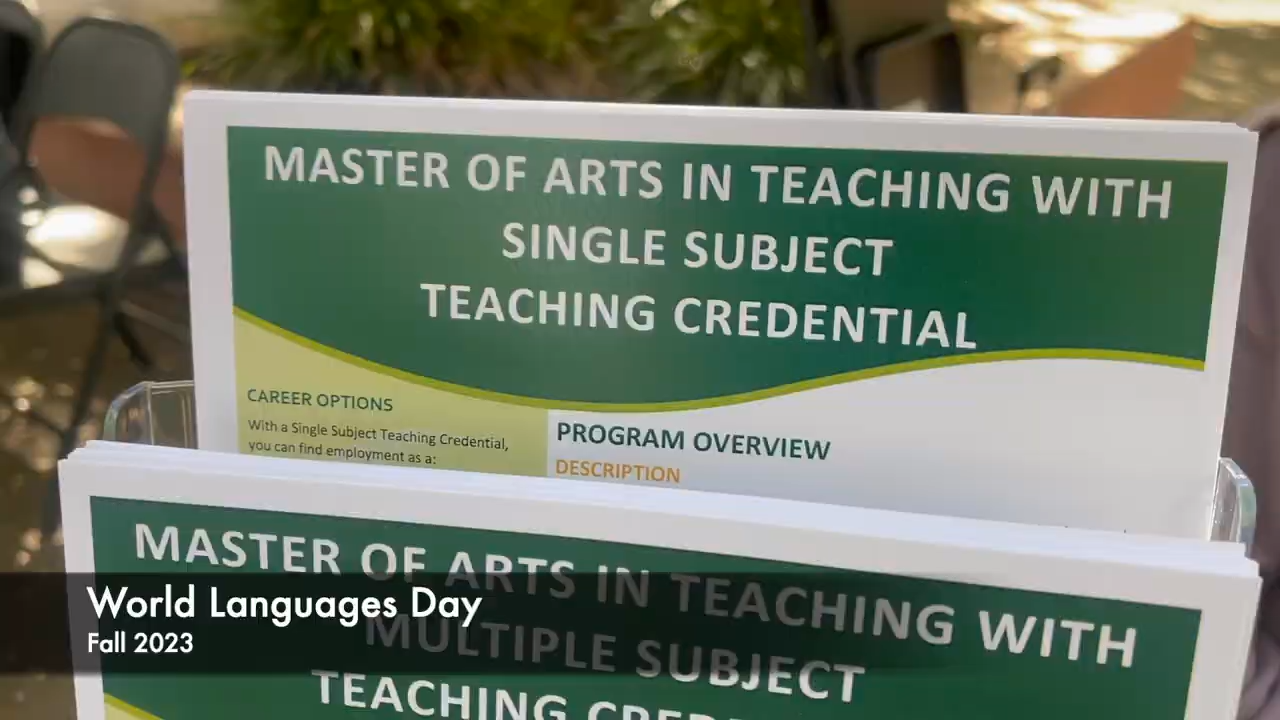 MASTER OF ARTS IN TEACHING WITH
SINGLE SUBJECT
TEACHING CREDENTIAL
CAREER OPTIONS
With a Single Subject Teaching Credential,
you can find employment as a:
PROGRAM OVERVIEW
DESCRIPTION
MASTER OF ARTS IN TEACHING WITH
MULTIPLE SUBJECT
TEACHING
World Languages Day
Fall 2023